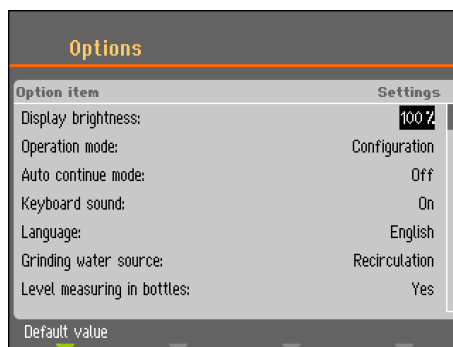 Options
Option item Settings
Display brightness: 100 %
Operation mode: Configuration
Auto continue mode: Off
Keyboard sound: On
Language: English
Grinding water source: Recirculation
Level measuring in bottles: Yes
Default value